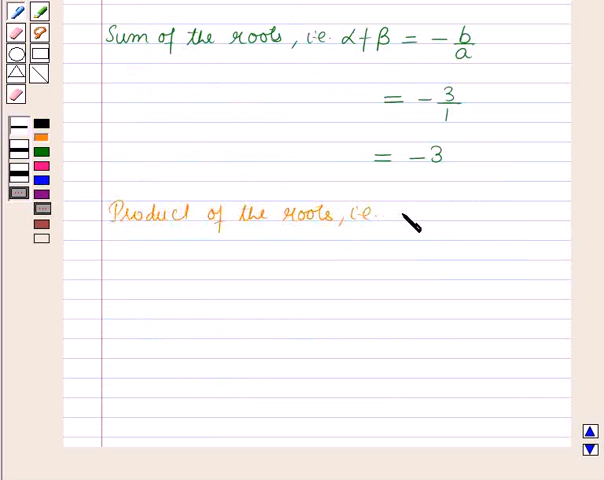 Sum of the roots, i.e. α+β = - b/a
= - 3/1
= -3
Product of the roots, i.e.